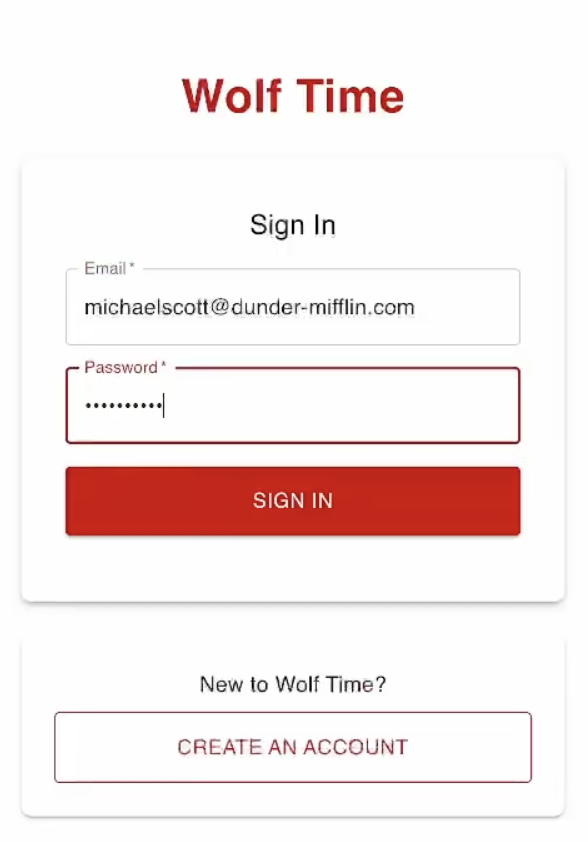 Wolf Time
Sign In
Email *
michaelscott@dunder-mifflin.com
Password *
••••••••••
SIGN IN
New to Wolf Time?
CREATE AN ACCOUNT